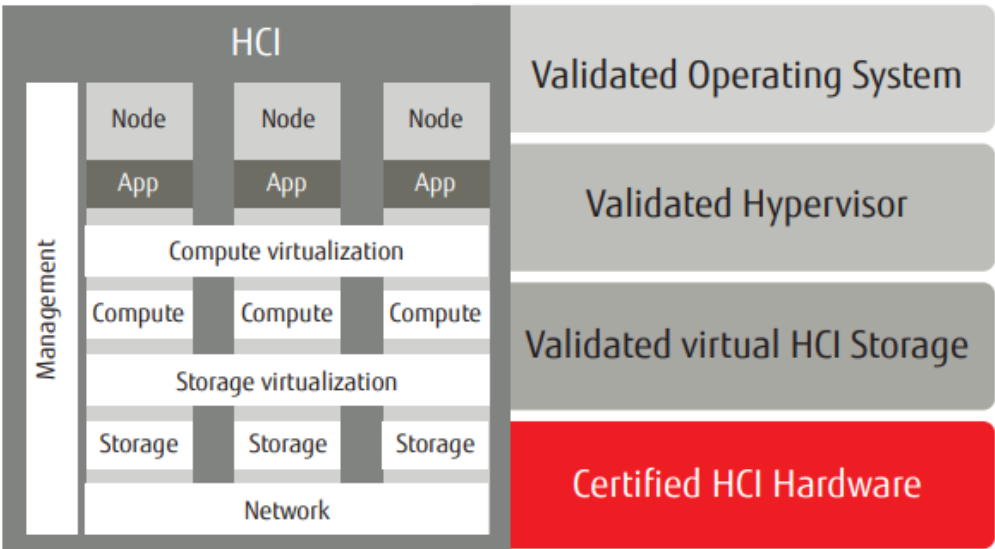 HCI
Management
Node Node Node
App App App
Compute virtualization
Compute Compute Compute
Storage virtualization
Storage Storage Storage
Network
Validated Operating System
Validated Hypervisor
Validated virtual HCI Storage
Certified HCI Hardware